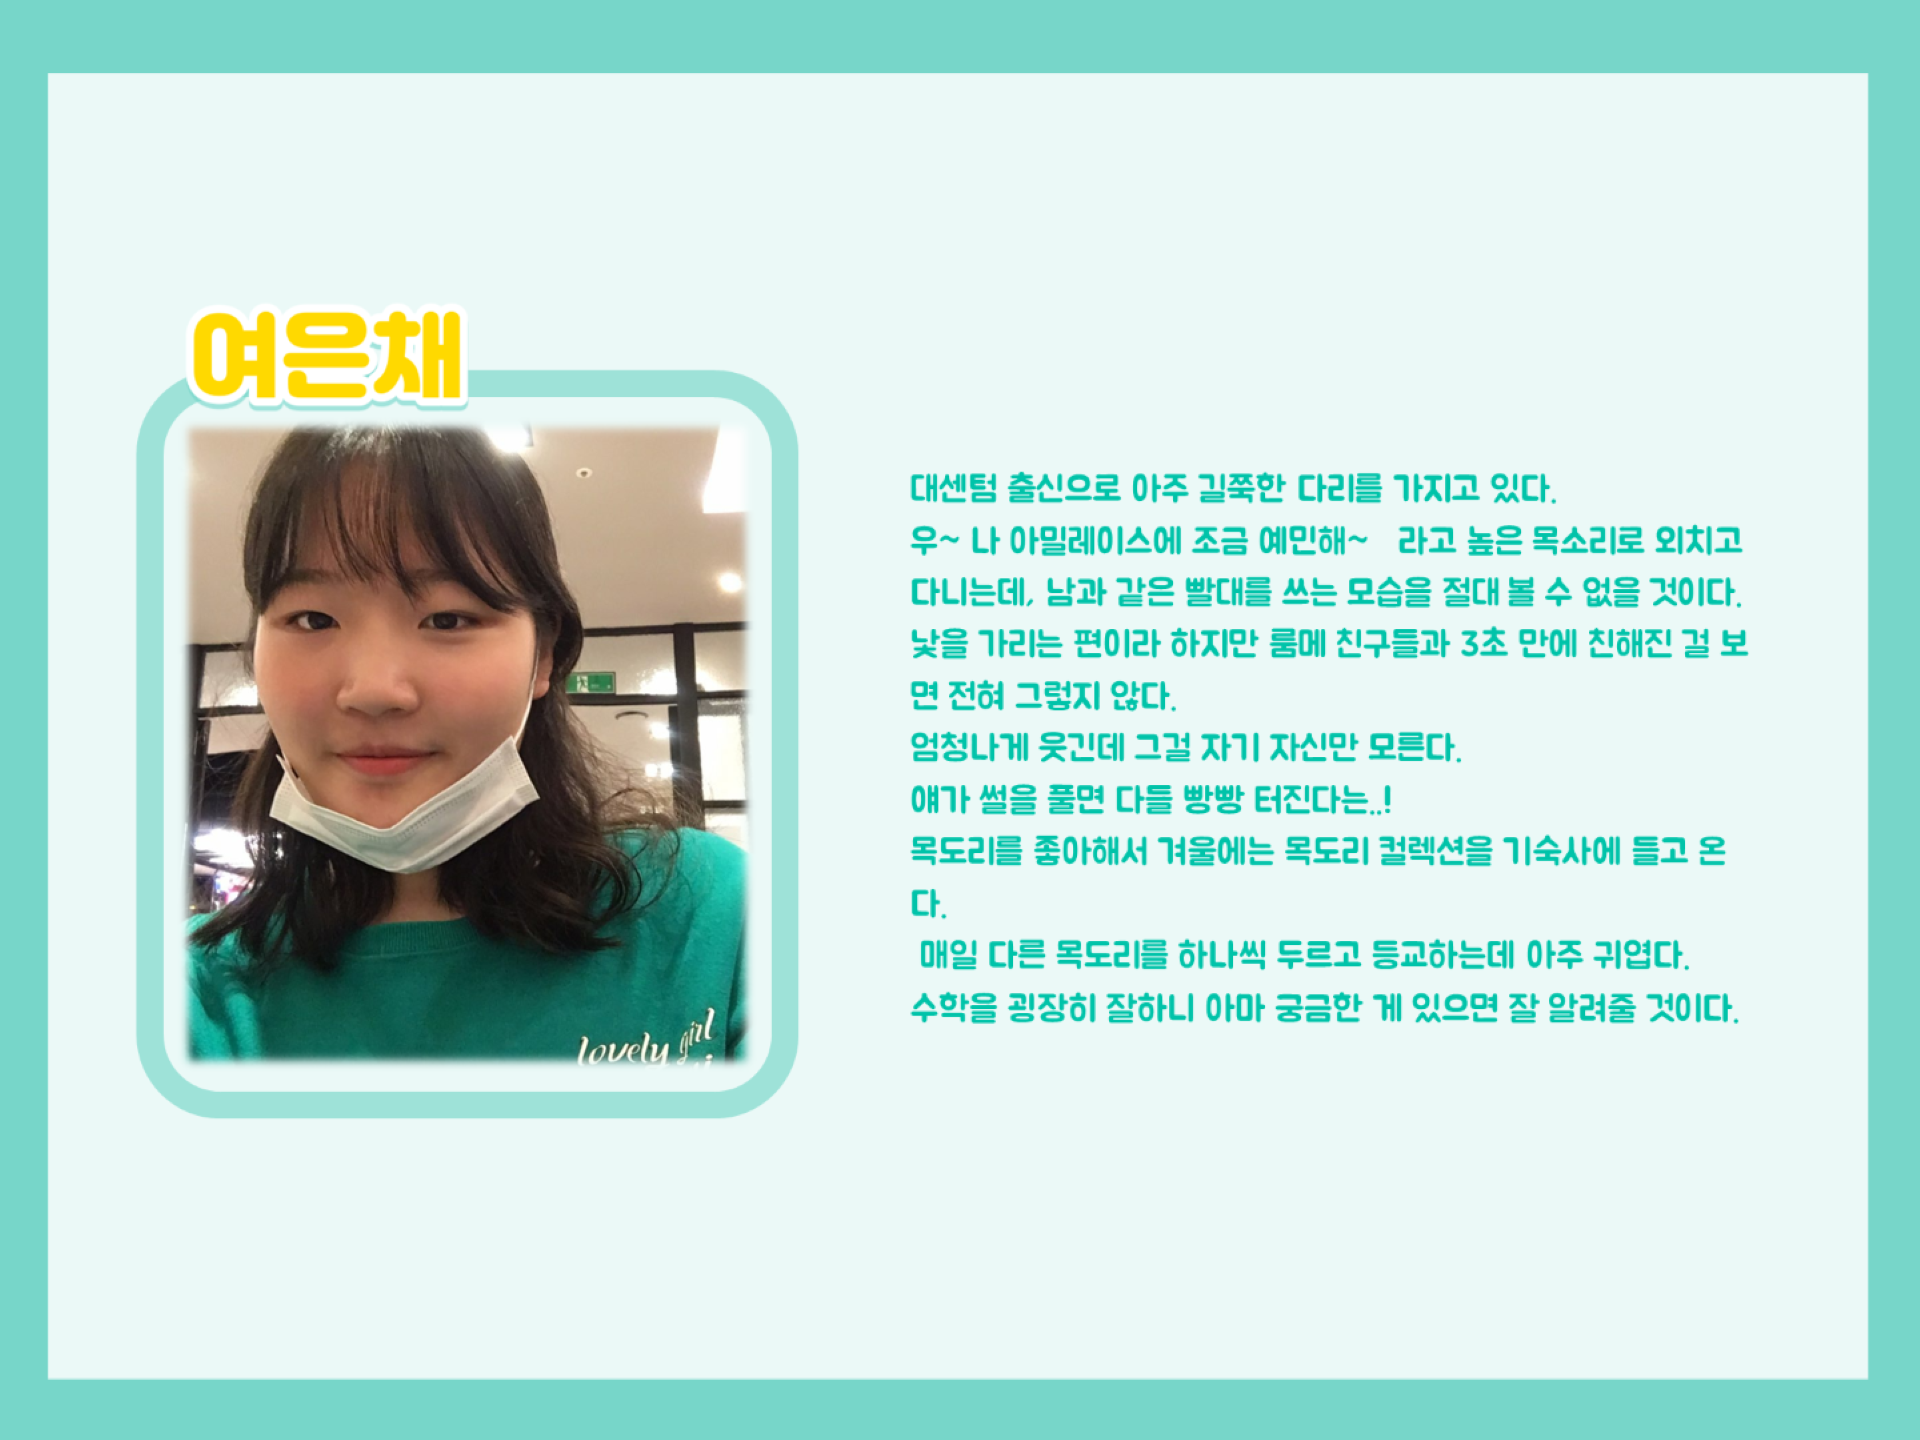 여은채
대센텀 출신으로 아주 길쭉한 다리를 가지고 있다.
우~ 나 아밀레이스에 조금 예민해~ 라고 높은 목소리로 외치고
다니는데, 남과 같은 빨대를 쓰는 모습을 절대 볼 수 없을 것이다.
낯을 가리는 편이라 하지만 룸메 친구들과 3초 만에 친해진 걸 보
면 전혀 그렇지 않다.
엄청나게 웃긴데 그걸 자기 자신만 모른다.
얘가 썰을 풀면 다들 빵빵 터진다는..!
목도리를 좋아해서 겨울에는 목도리 컬렉션을 기숙사에 들고 온
다.
매일 다른 목도리를 하나씩 두르고 등교하는데 아주 귀엽다.
수학을 굉장히 잘하니 아마 궁금한 게 있으면 잘 알려줄 것이다.
lovely girl